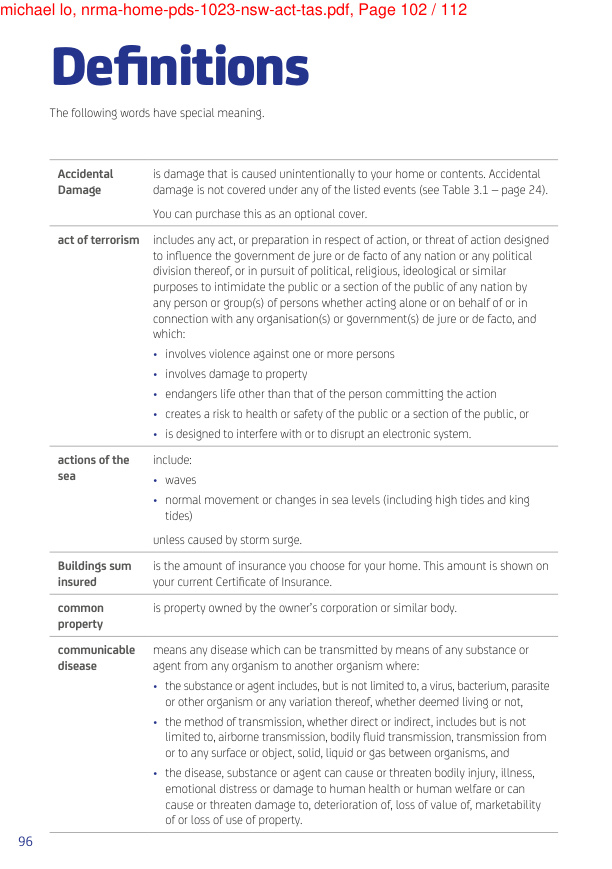 michael lo, nrma-home-pds-1023-nsw-act-tas.pdf, Page 102 / 112
Definitions
The following words have special meaning.
Accidental Damage
is damage that is caused unintentionally to your home or contents. Accidental
damage is not covered under any of the listed events (see Table 3.1 – page 24).
You can purchase this as an optional cover.
act of terrorism
includes any act, or preparation in respect of action, or threat of action designed
to influence the government de jure or de facto of any nation or any political
division thereof, or in pursuit of political, religious, ideological or similar
purposes to intimidate the public or a section of the public of any nation by
any person or group(s) of persons whether acting alone or on behalf of or in
connection with any organisation(s) or government(s) de jure or de facto, and
which:
• involves violence against one or more persons
• involves damage to property
• endangers life other than that of the person committing the action
• creates a risk to health or safety of the public or a section of the public, or
• is designed to interfere with or to disrupt an electronic system.
actions of the
sea
include:
• waves
• normal movement or changes in sea levels (including high tides and king
tides)
unless caused by storm surge.
Buildings sum
insured
is the amount of insurance you choose for your home. This amount is shown on
your current Certificate of Insurance.
common
property
is property owned by the owner's corporation or similar body.
communicable
disease
means any disease which can be transmitted by means of any substance or
agent from any organism to another organism where:
• the substance or agent includes, but is not limited to, a virus, bacterium, parasite
or other organism or any variation thereof, whether deemed living or not,
• the method of transmission, whether direct or indirect, includes but is not
limited to, airborne transmission, bodily fluid transmission, transmission from
or to any surface or object, solid, liquid or gas between organisms, and
• the disease, substance or agent can cause or threaten bodily injury, illness,
emotional distress or damage to human health or human welfare or can
cause or threaten damage to, deterioration of, loss of value of, marketability
of or loss of use of property.
96